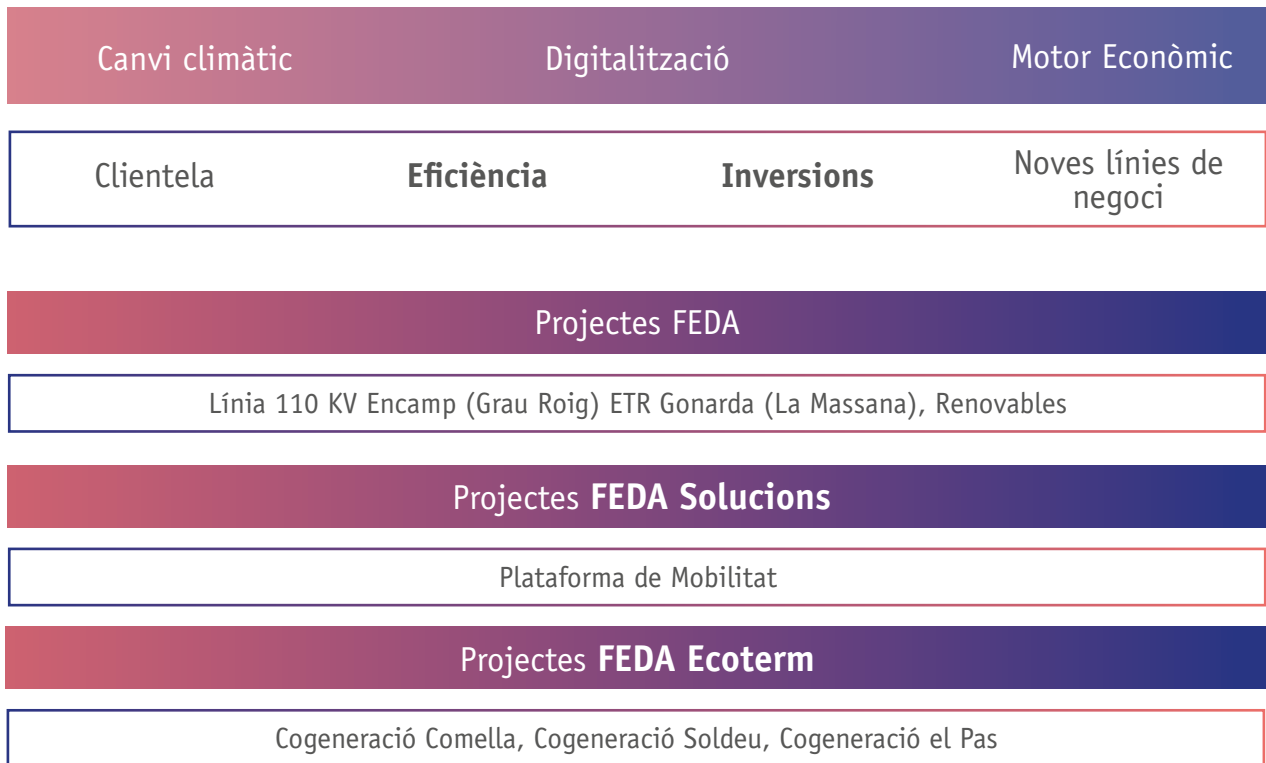 Canvi climàtic Digitalització Motor Econòmic
Clientela Eficiència Inversions Noves línies de negoci
Projectes FEDA
Línia 110 KV Encamp (Grau Roig) ETR Gonarda (La Massana), Renovables
Projectes FEDA Solucions
Plataforma de Mobilitat
Projectes FEDA Ecoterm
Cogeneració Comella, Cogeneració Soldeu, Cogeneració el Pas